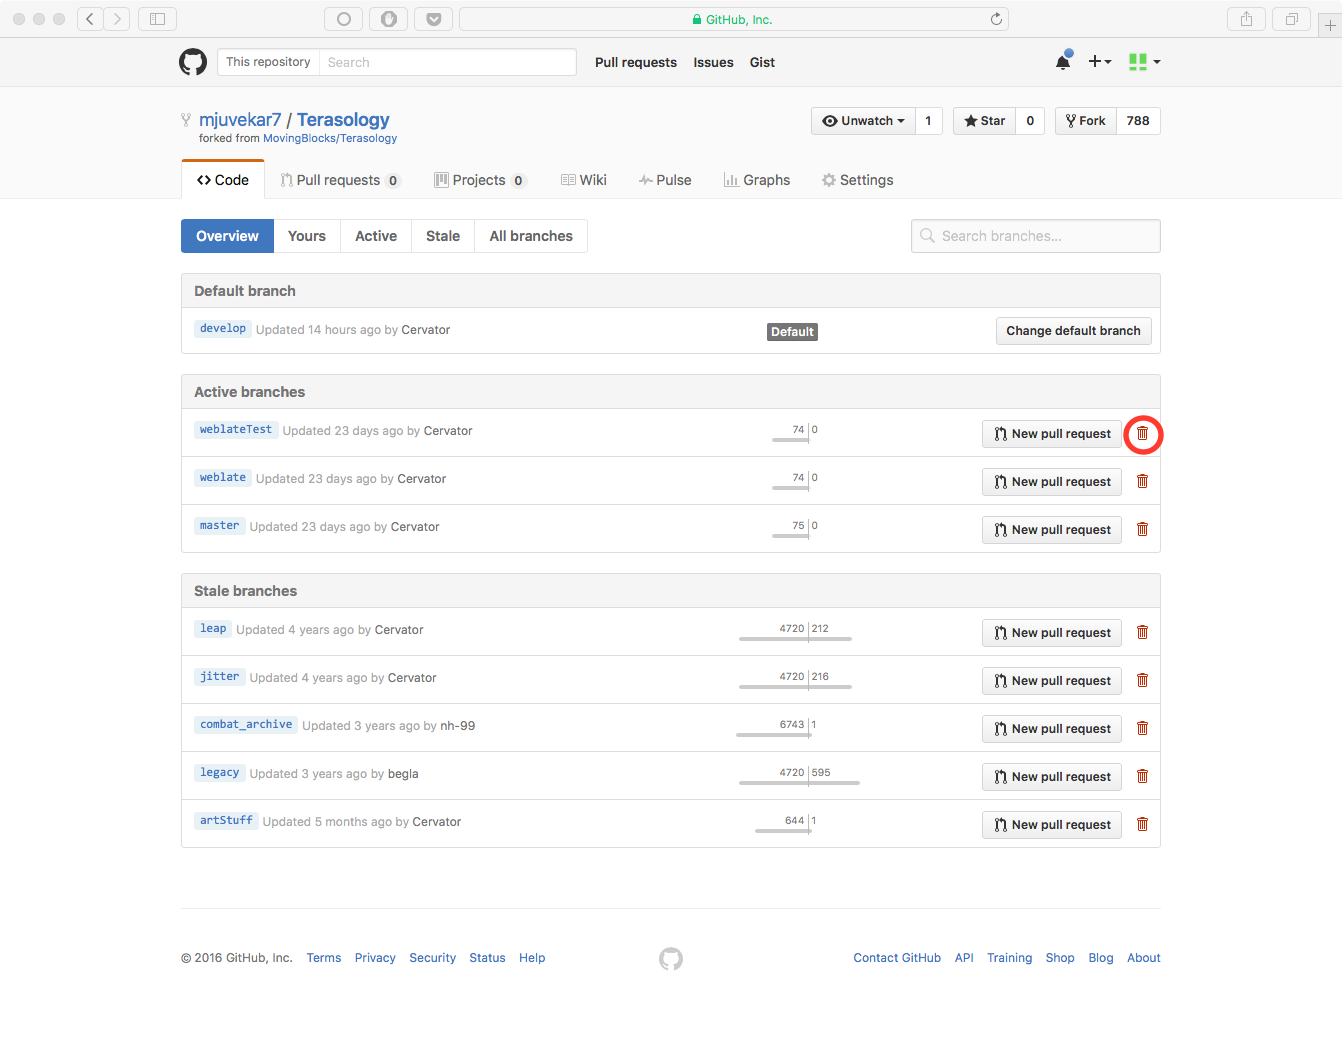 GitHub, Inc.
This repository Search Pull requests Issues Gist
mjuvekar7 / Terasology Unwatch 1 Star 0 Fork 788
forked from MovingBlocks/Terasology
Code Pull requests 0 Projects 0 Wiki Pulse Graphs Settings
Overview Yours Active Stale All branches Search branches...
Default branch
develop Updated 14 hours ago by Cervator Default Change default branch
Active branches
weblateTest Updated 23 days ago by Cervator 74 0 New pull request
weblate Updated 23 days ago by Cervator 74 0 New pull request
master Updated 23 days ago by Cervator 75 0 New pull request
Stale branches
leap Updated 4 years ago by Cervator 4720 212 New pull request
jitter Updated 4 years ago by Cervator 4720 216 New pull request
combat_archive Updated 3 years ago by nh-99 6743 1 New pull request
legacy Updated 3 years ago by begla 4720 595 New pull request
artStuff Updated 5 months ago by Cervator 644 1 New pull request
© 2016 GitHub, Inc. Terms Privacy Security Status Help Contact GitHub API Training Shop Blog About